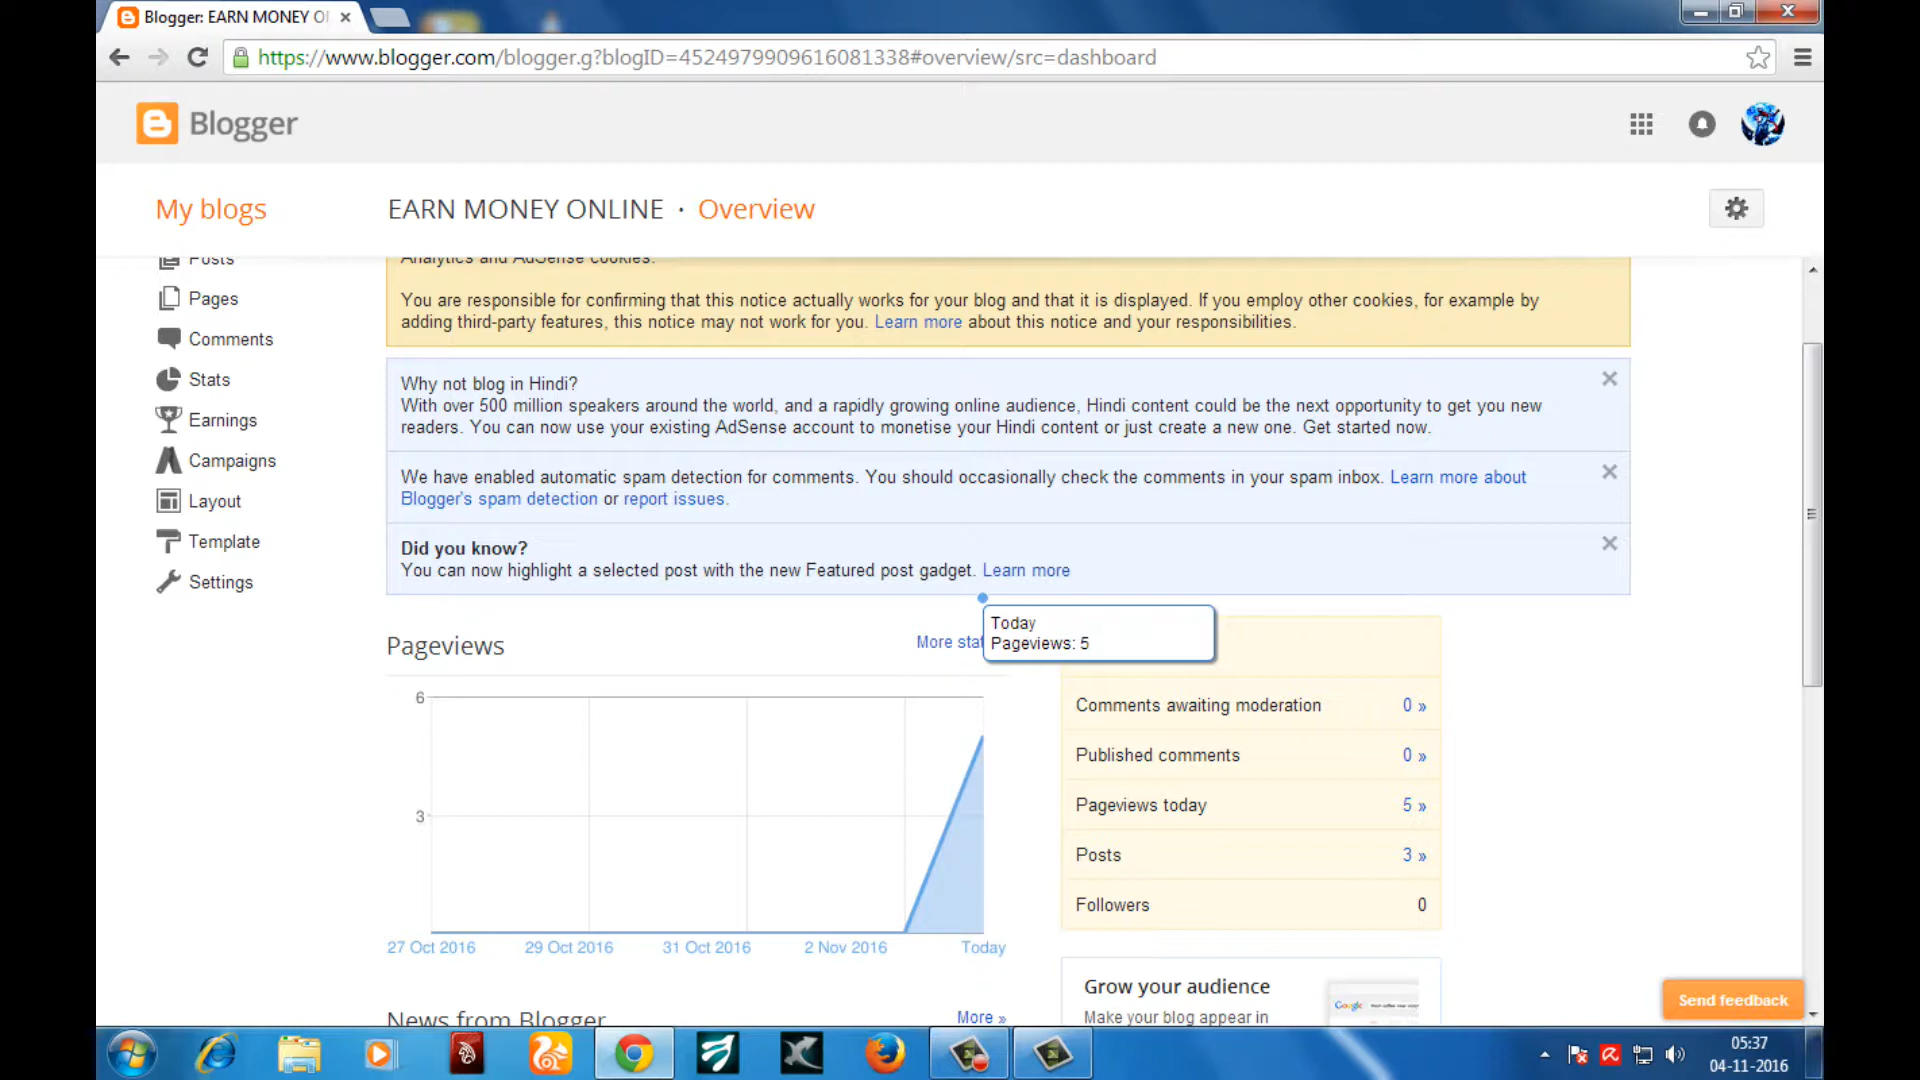 Blogger: EARN MONEY O
https://www.blogger.com/blogger.g?blogID=4524979909616081338#overview/src=dashboard
Blogger
My blogs
EARN MONEY ONLINE · Overview
Posts
Pages
Comments
Stats
Earnings
Campaigns
Layout
Template
Settings
Analytics and AdSense cookies.
You are responsible for confirming that this notice actually works for your blog and that it is displayed. If you employ other cookies, for example by
adding third-party features, this notice may not work for you. Learn more about this notice and your responsibilities.
Why not blog in Hindi?
With over 500 million speakers around the world, and a rapidly growing online audience, Hindi content could be the next opportunity to get you new
readers. You can now use your existing AdSense account to monetise your Hindi content or just create a new one. Get started now.
We have enabled automatic spam detection for comments. You should occasionally check the comments in your spam inbox. Learn more about
Blogger's spam detection or report issues.
Did you know?
You can now highlight a selected post with the new Featured post gadget. Learn more
Pageviews
More stat
Today
Pageviews: 5
6
3
27 Oct 2016
29 Oct 2016
31 Oct 2016
2 Nov 2016
Today
Comments awaiting moderation 0 »
Published comments 0 »
Pageviews today 5 »
Posts 3 »
Followers 0
Grow your audience
Make your blog appear in
Google
News from Blogger
More »
Send feedback
05:37
04-11-2016